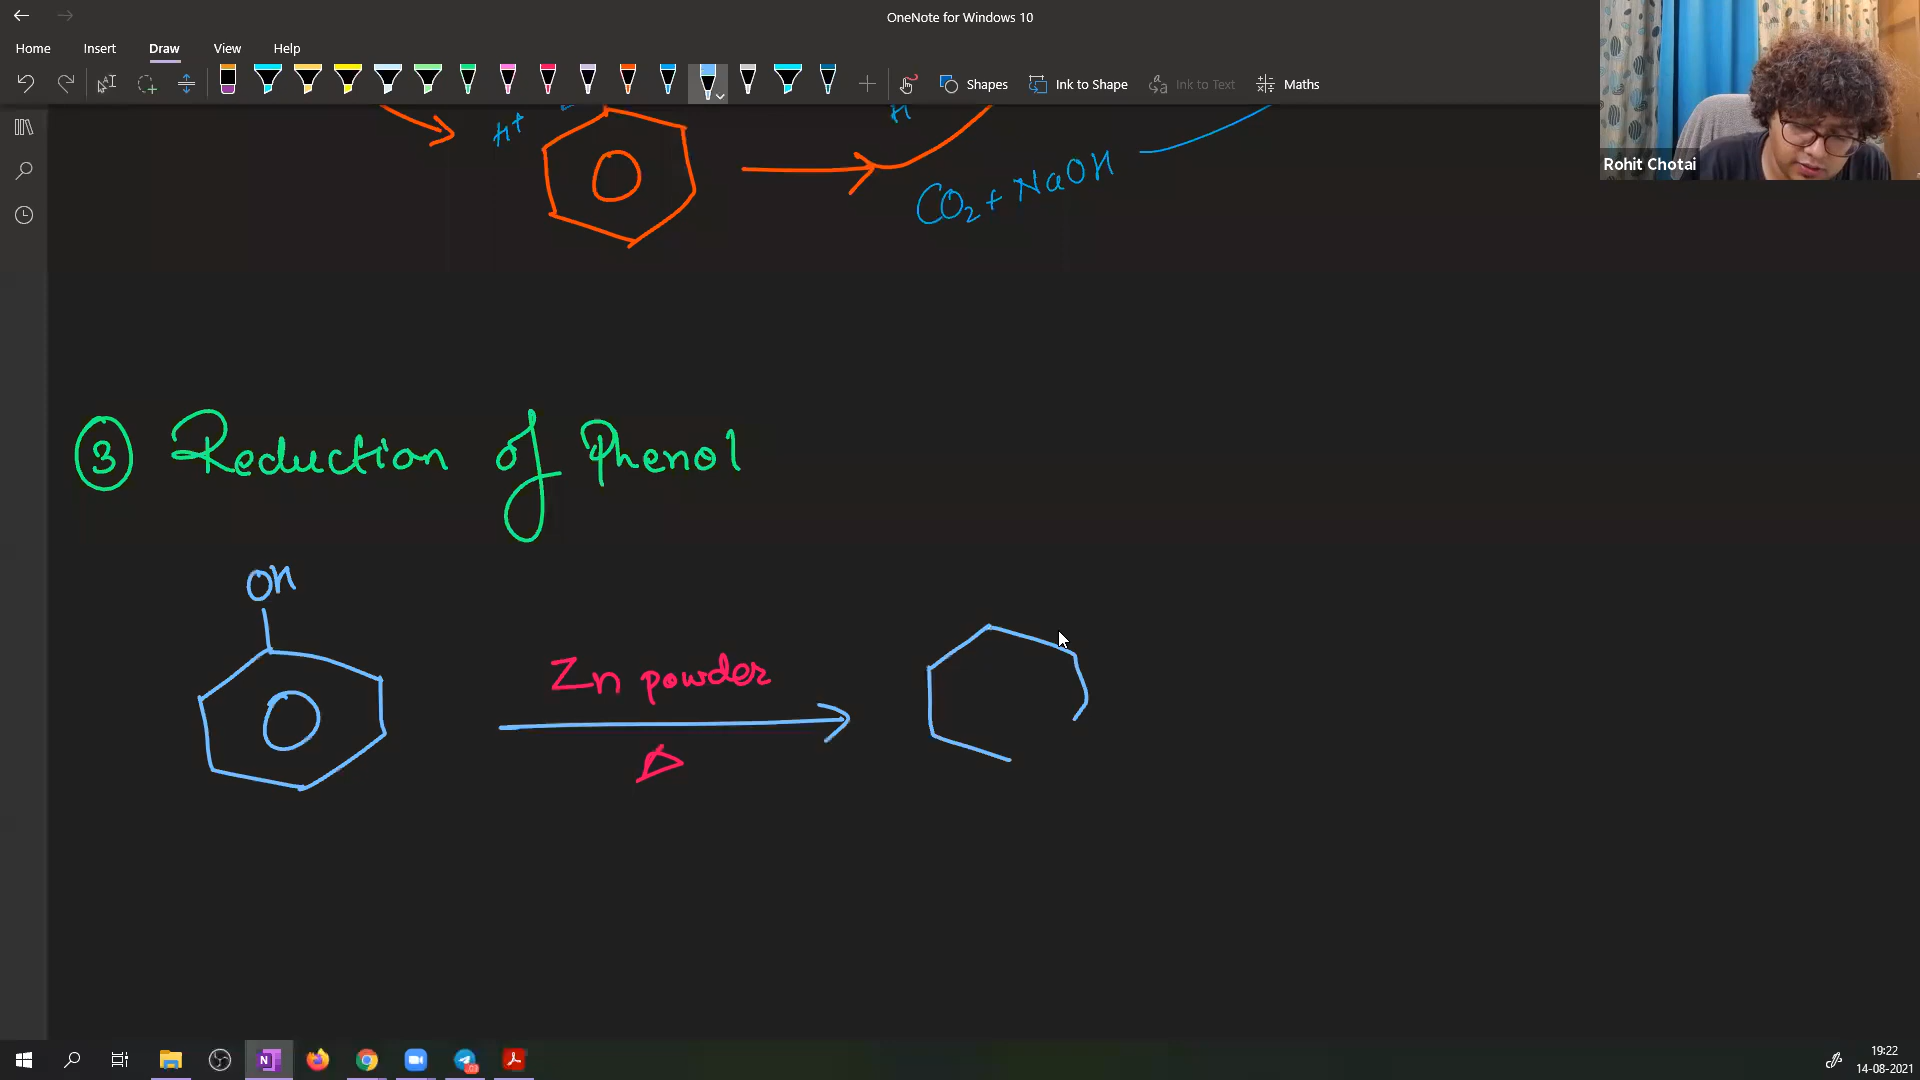 OneNote for Windows 10
Home Insert Draw View Help
Shapes Ink to Shape Ink to Text Maths
Rohit Chotai
H+
H
CO2 + NaOH
3 Reduction of Phenol
OH
Zn powder
Δ
19:22
14-08-2021